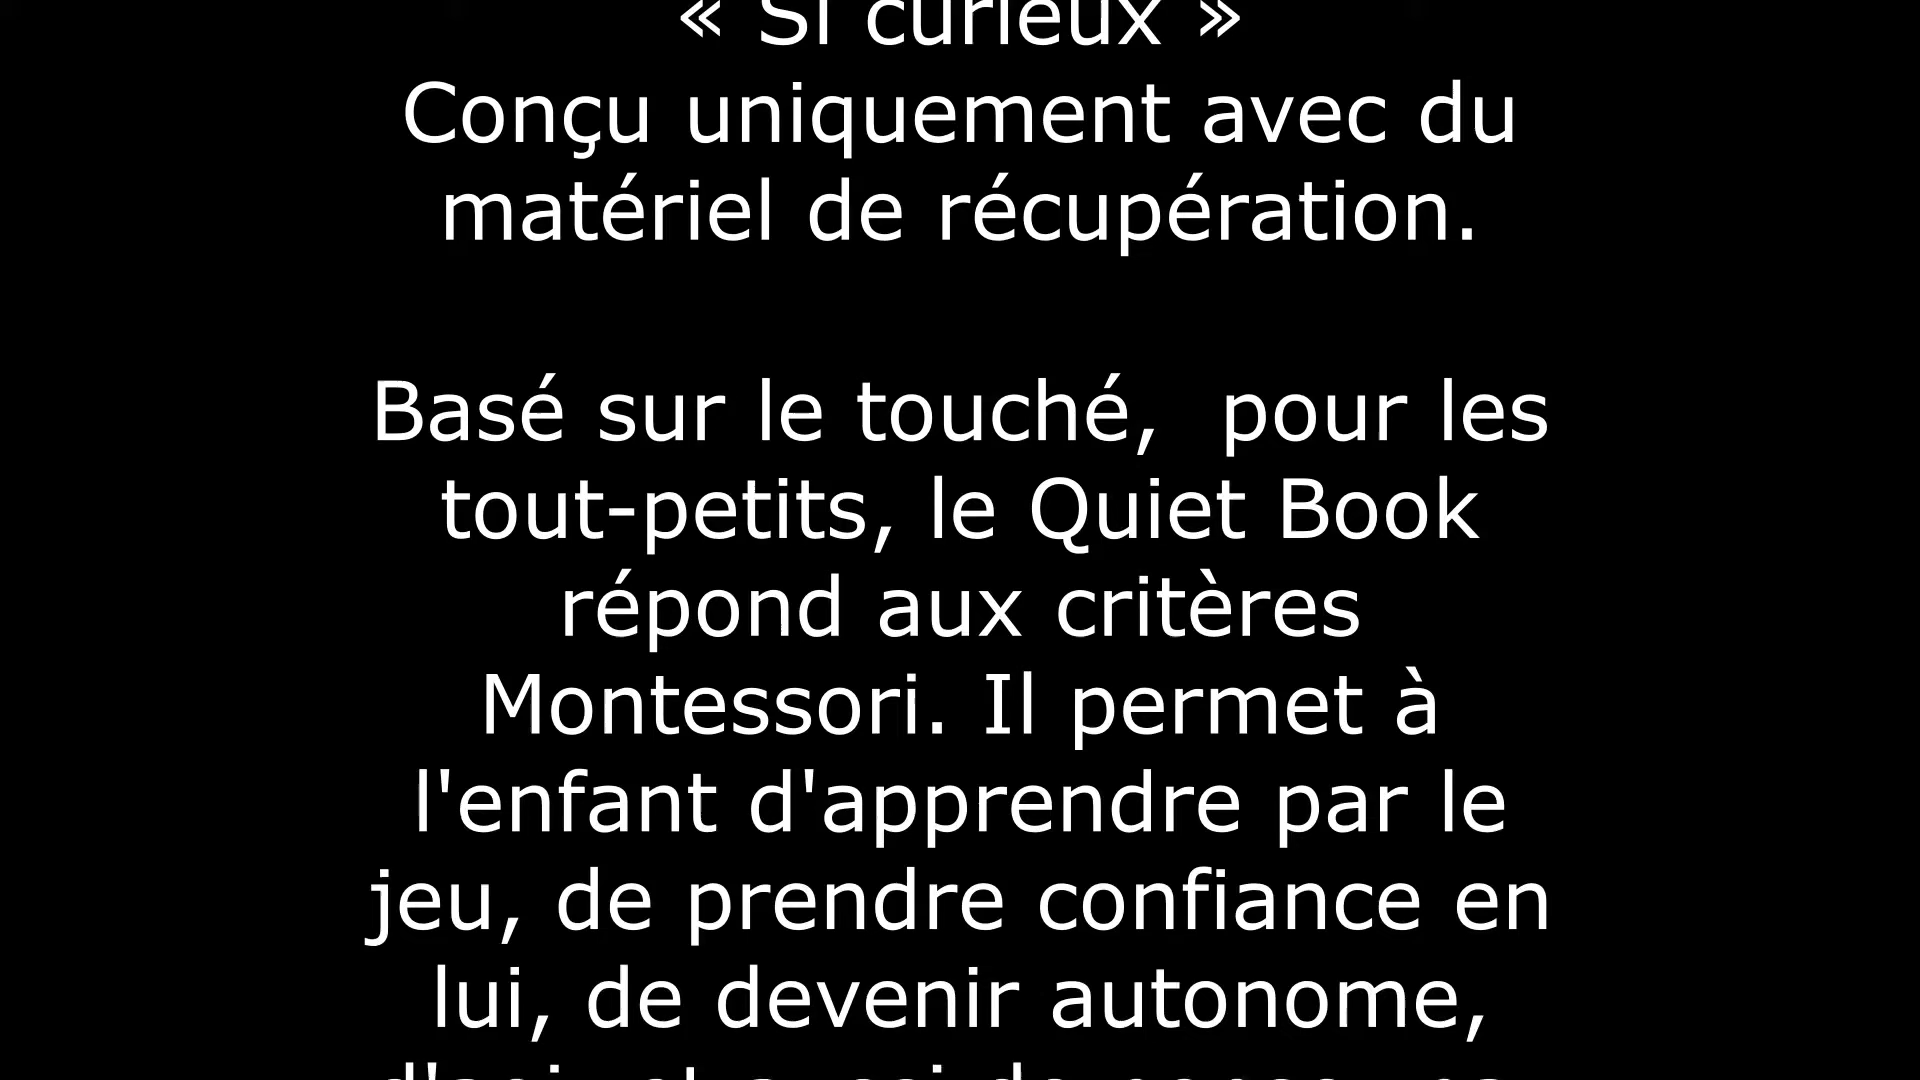 « Si curieux »
Conçu uniquement avec du
matériel de récupération.
Basé sur le touché,  pour les
tout-petits, le Quiet Book
répond aux critères
Montessori. Il permet à
l'enfant d'apprendre par le
jeu, de prendre confiance en
lui, de devenir autonome,